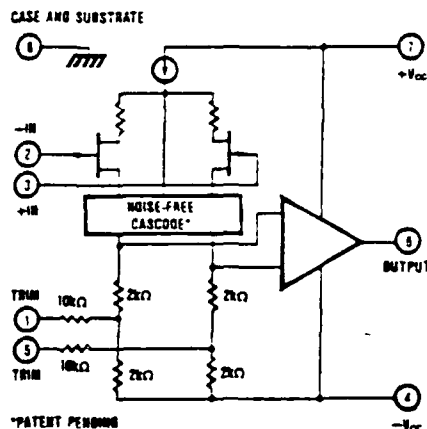 CASE AND SUBSTRATE
8
7
+Vcc
-IN
2
3
+IN
NOISE-FREE
CASCODE*
6
OUTPUT
TRIM
10kΩ
2kΩ
2kΩ
1
5
10kΩ
TRIM
2kΩ
2kΩ
4
-Vcc
*PATENT PENDING